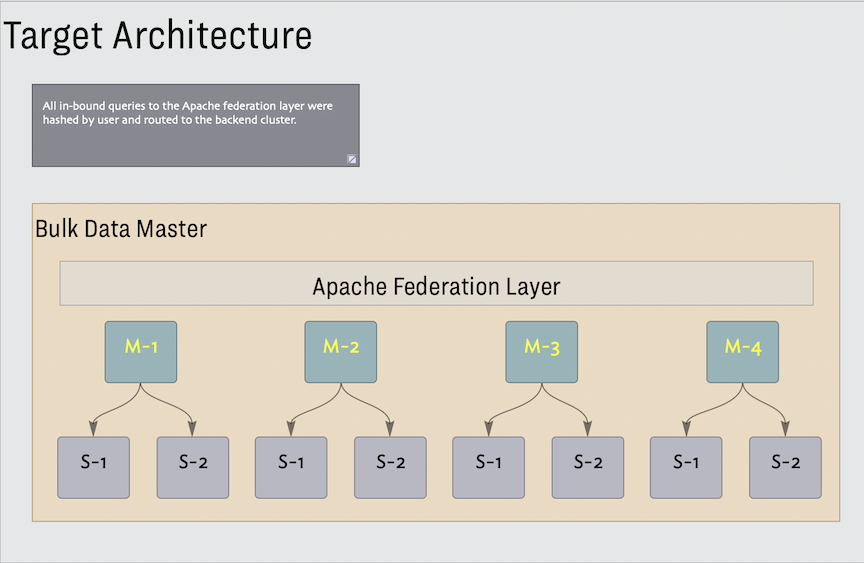 Target Architecture
All in-bound queries to the Apache federation layer were
hashed by user and routed to the backend cluster.
Bulk Data Master
Apache Federation Layer
M-1
M-2
M-3
M-4
S-1
S-2
S-1
S-2
S-1
S-2
S-1
S-2